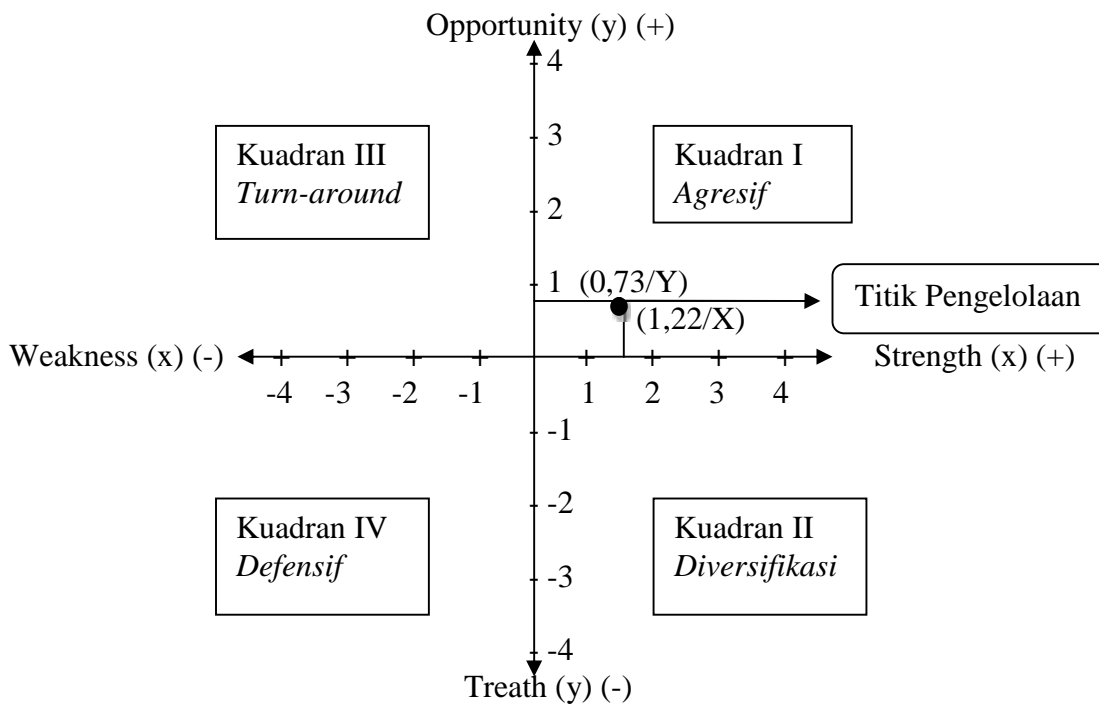 Opportunity (y) (+)
4
3
2
1
Kuadran III
Turn-around
Kuadran I
Agresif
(0,73/Y)
(1,22/X)
Titik Pengelolaan
Weakness (x) (-)
Strength (x) (+)
-4 -3 -2 -1 1 2 3 4
-1
-2
-3
-4
Kuadran IV
Defensif
Kuadran II
Diversifikasi
Treath (y) (-)